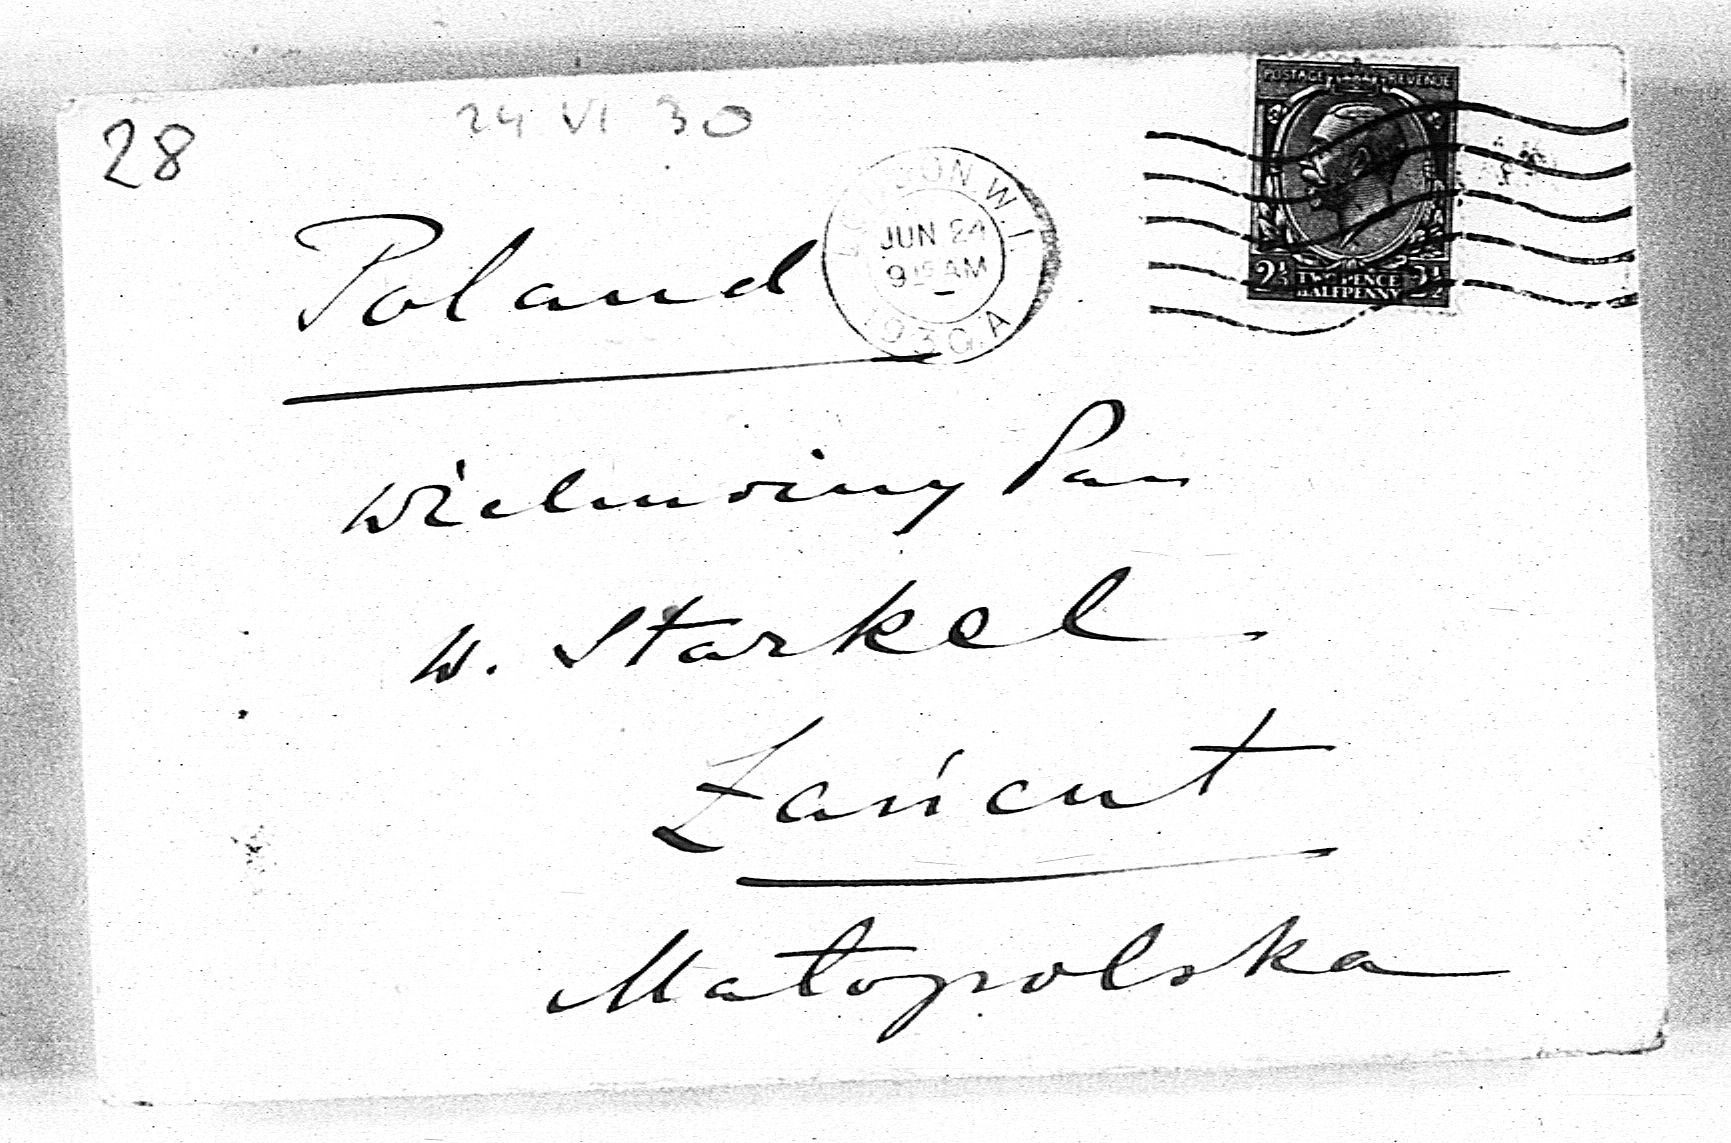 28
24 VI 30
POSTAGE REVENUE
2½ TWO PENCE HALFPENNY 2½
LONDON.W.1.
JUN 24
9 15 AM
1930 A
Poland
Wielmożny Pan
W. Starkel
Łańcut
Małopolska